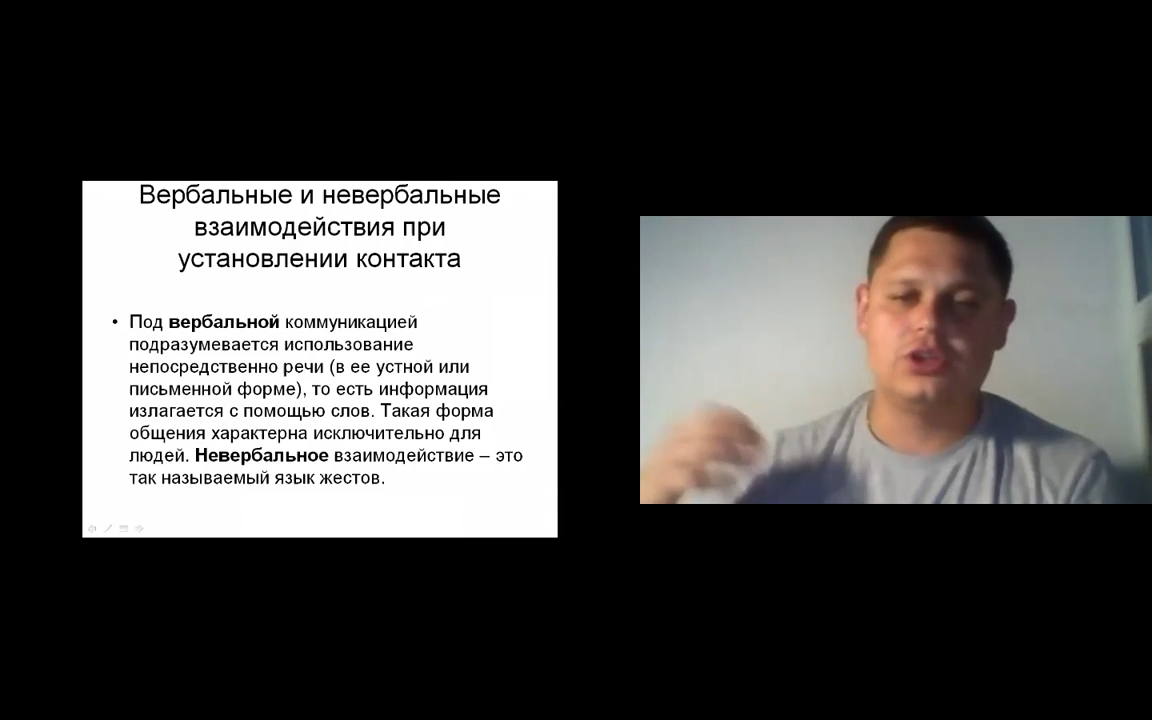 Вербальные и невербальные
взаимодействия при
установлении контакта
• Под вербальной коммуникацией
подразумевается использование
непосредственно речи (в ее устной или
письменной форме), то есть информация
излагается с помощью слов. Такая форма
общения характерна исключительно для
людей. Невербальное взаимодействие – это
так называемый язык жестов.